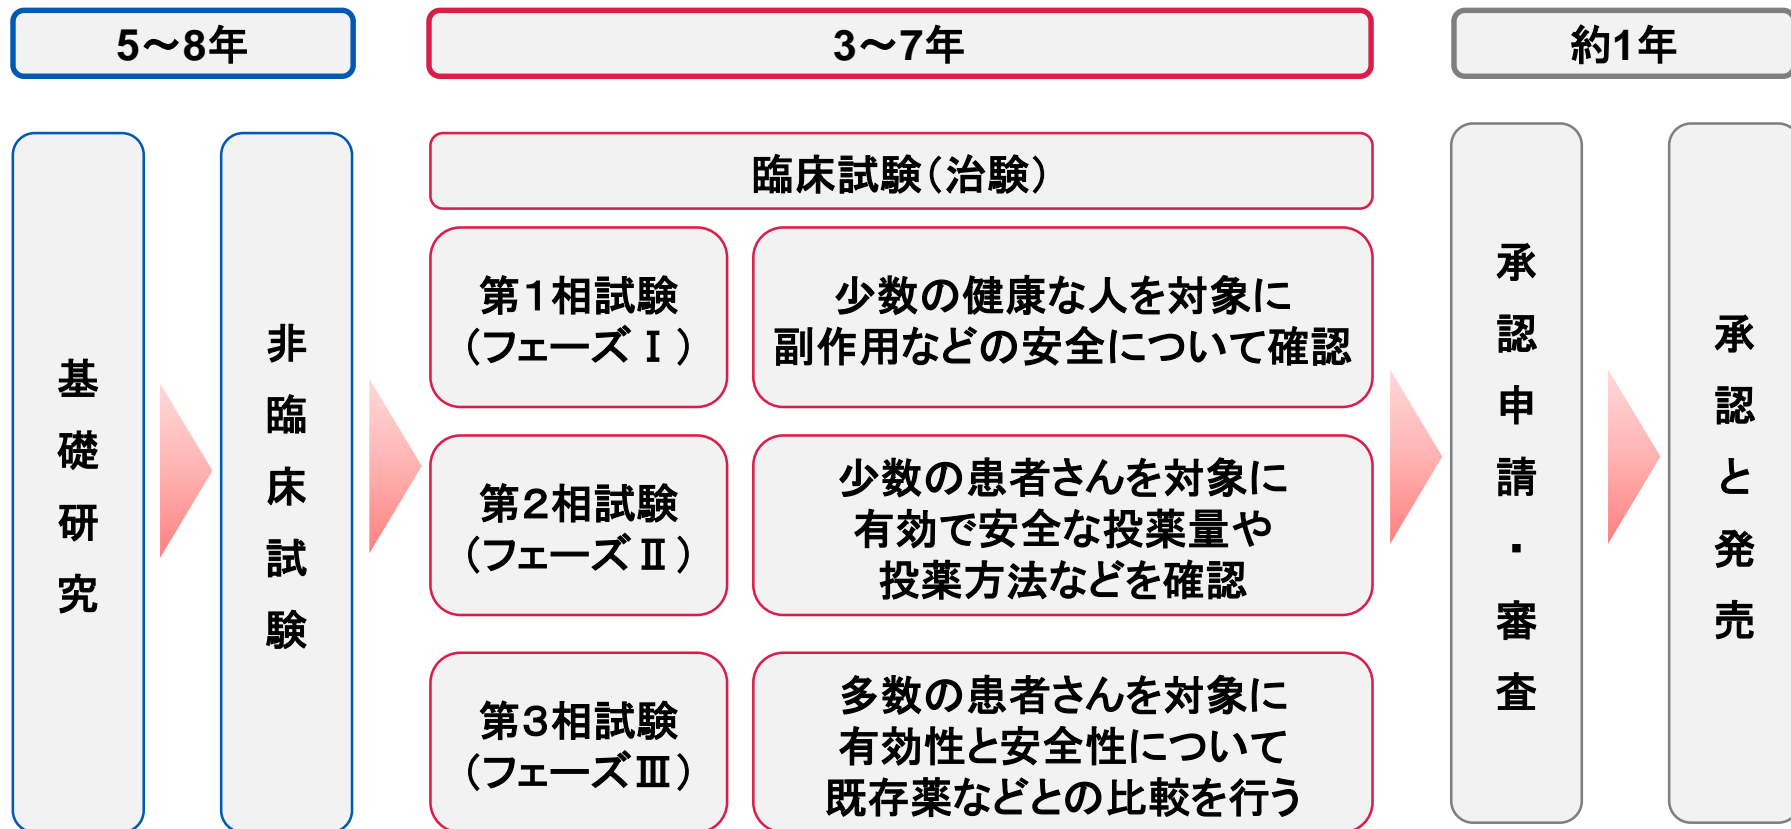 5～8年
3～7年
約1年
基礎研究
非臨床試験
臨床試験（治験）
第１相試験
（フェーズⅠ）
少数の健康な人を対象に
副作用などの安全について確認
第２相試験
（フェーズⅡ）
少数の患者さんを対象に
有効で安全な投薬量や
投薬方法などを確認
第３相試験
（フェーズⅢ）
多数の患者さんを対象に
有効性と安全性について
既存薬などとの比較を行う
承認申請・審査
承認と発売